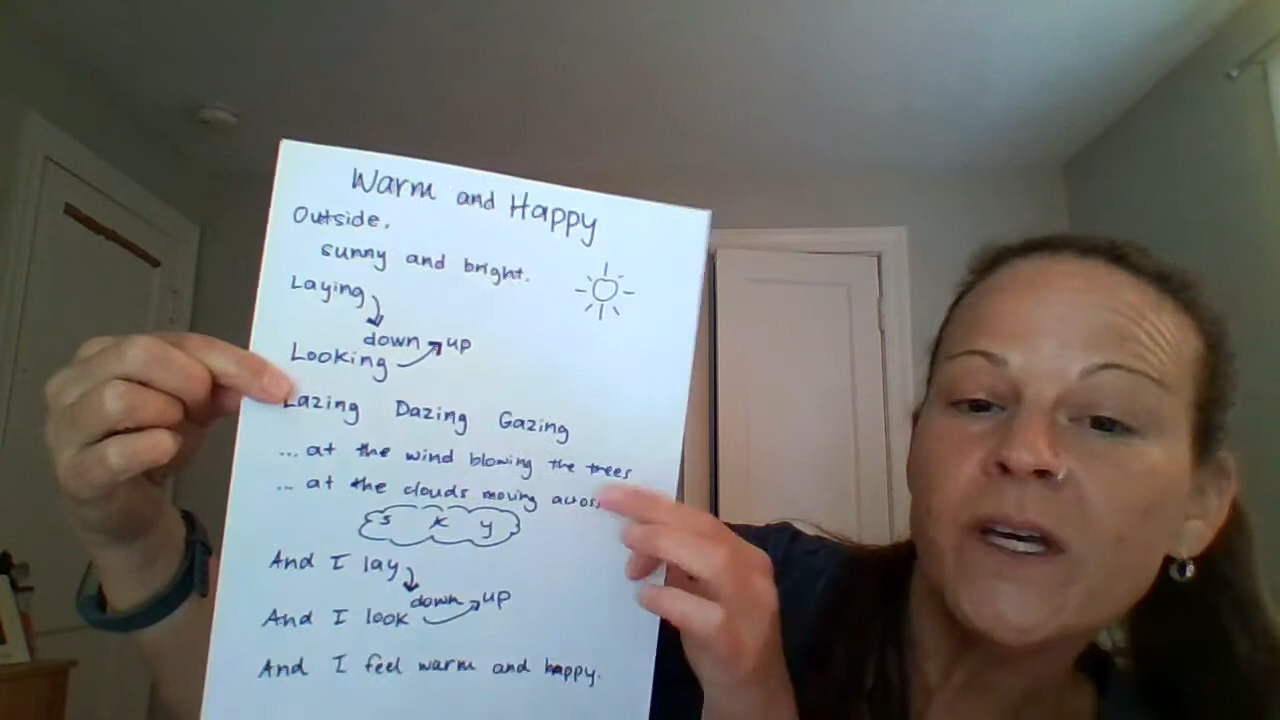 Warm and Happy
Outside,
sunny and bright.
Laying
down up
Looking
Lazing Dazing Gazing
... at the wind blowing the trees
... at the clouds moving across
s k y
And I lay
down up
And I look
And I feel warm and happy.